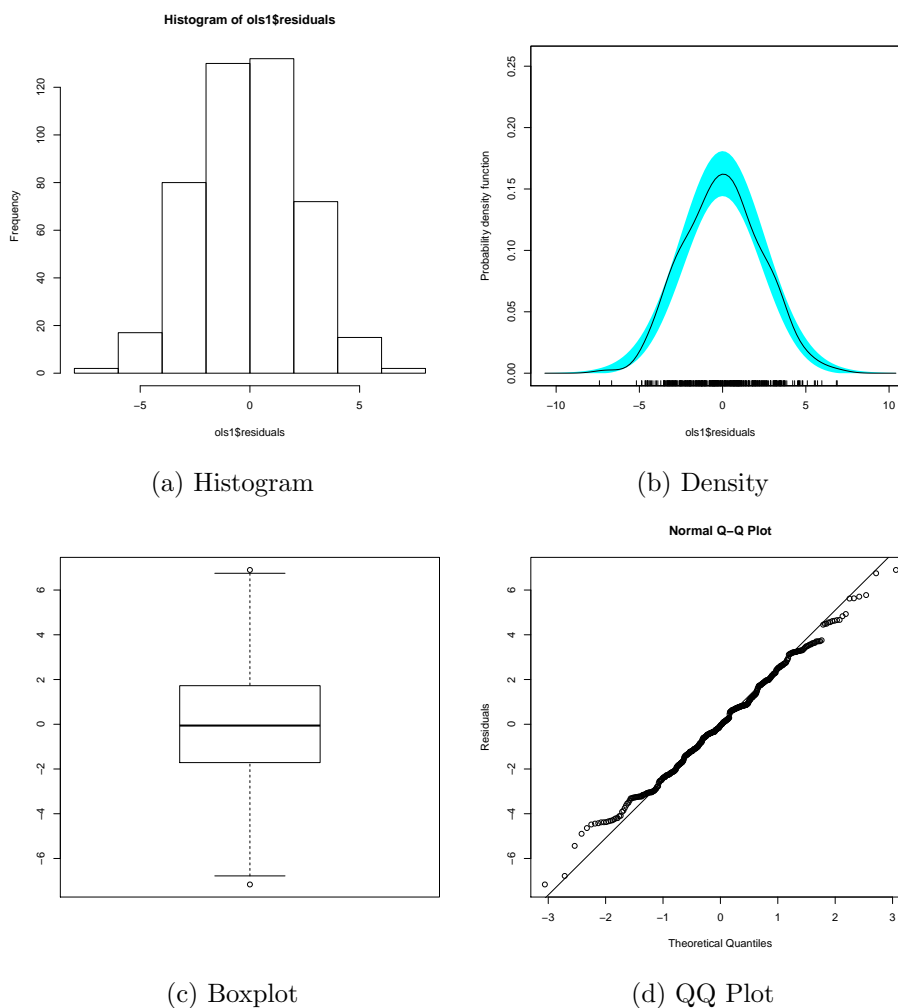 Histogram of ols1$residuals
Frequency
0 20 40 60 80 100 120
−5 0 5
ols1$residuals
(a) Histogram
Probability density function
0.00 0.05 0.10 0.15 0.20 0.25
−10 −5 0 5 10
ols1$residuals
(b) Density
−6 −4 −2 0 2 4 6
(c) Boxplot
Normal Q−Q Plot
Residuals
−6 −4 −2 0 2 4 6
−3 −2 −1 0 1 2 3
Theoretical Quantiles
(d) QQ Plot